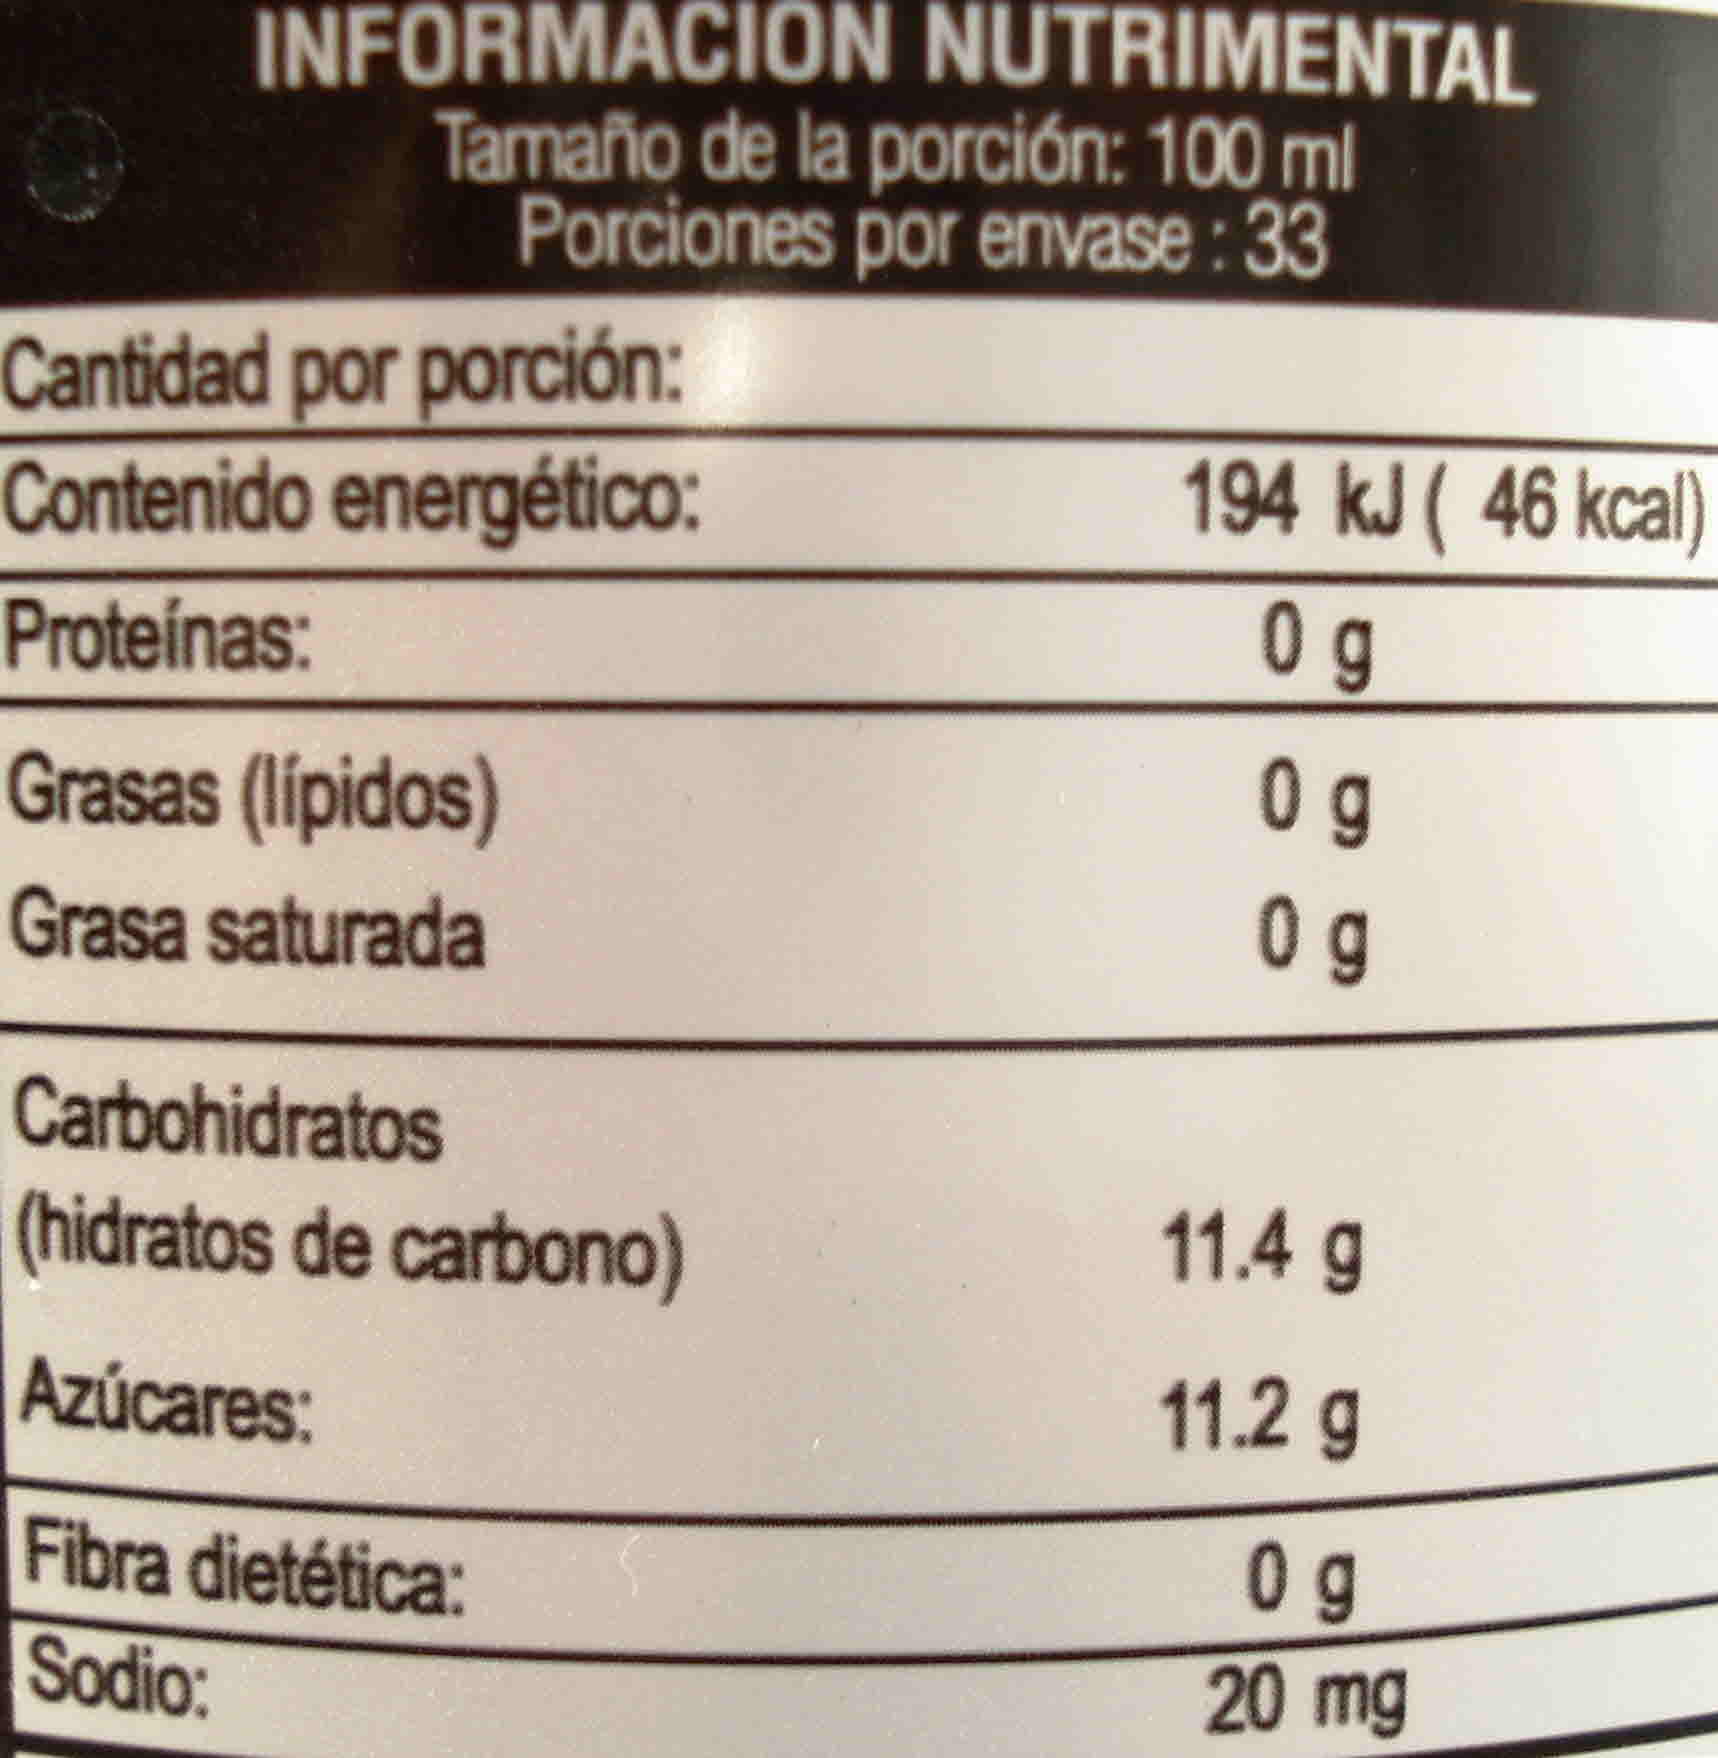 INFORMACIÓN NUTRIMENTAL
Tamaño de la porción: 100 ml
Porciones por envase : 33
Cantidad por porción:
Contenido energético: 194 kJ ( 46 kcal)
Proteínas: 0 g
Grasas (lípidos) 0 g
Grasa saturada 0 g
Carbohidratos
(hidratos de carbono) 11.4 g
Azúcares: 11.2 g
Fibra dietética: 0 g
Sodio: 20 mg